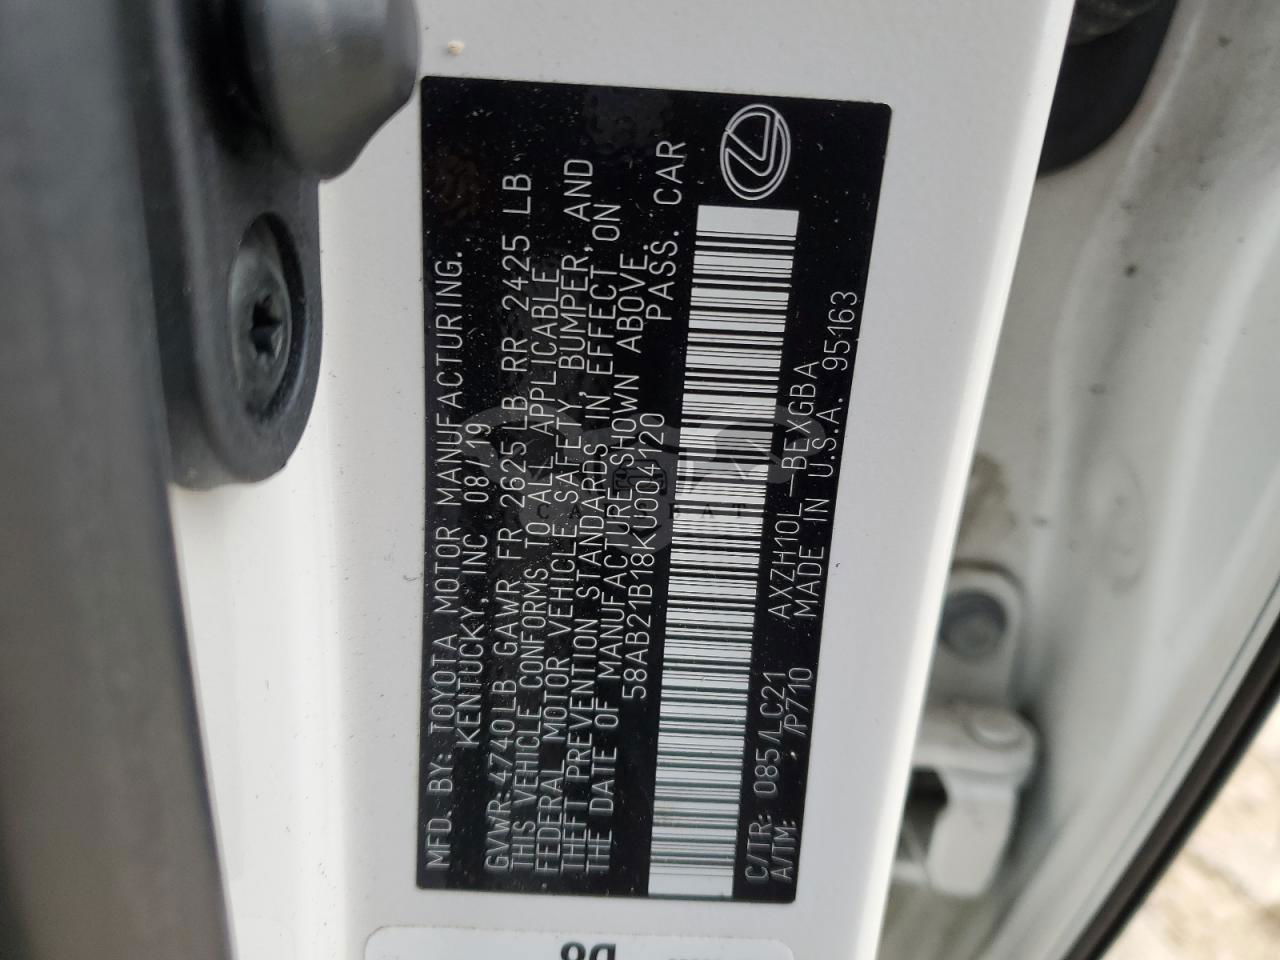 MFD. BY: TOYOTA MOTOR MANUFACTURING.
KENTUCKY, INC 08/19
GVWR 4740LB GAWR FR 2625 LB RR 2425 LB
THIS VEHICLE CONFORMS TO ALL APPLICABLE
FEDERAL MOTOR VEHICLE SAFETY, BUMPER, AND
THEFT PREVENTION STANDARDS IN EFFECT ON
THE DATE OF MANUFACTURE SHOWN ABOVE.
58AB21B18KU004120 PASS. CAR
C/TR: 085/LC21 AXZH10L-BEXGBA
A/TM: /P710 MADE IN U.S.A. 95163
D8